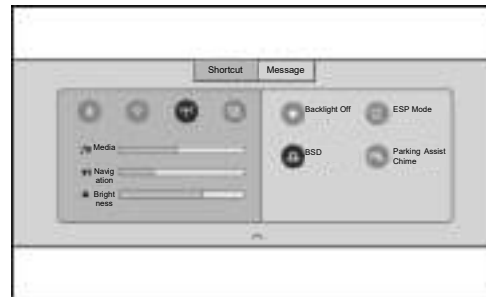 Shortcut
Message
Backlight Off
ESP Mode
Media
BSD
Parking Assist
Chime
Navig
ation
Bright
ness